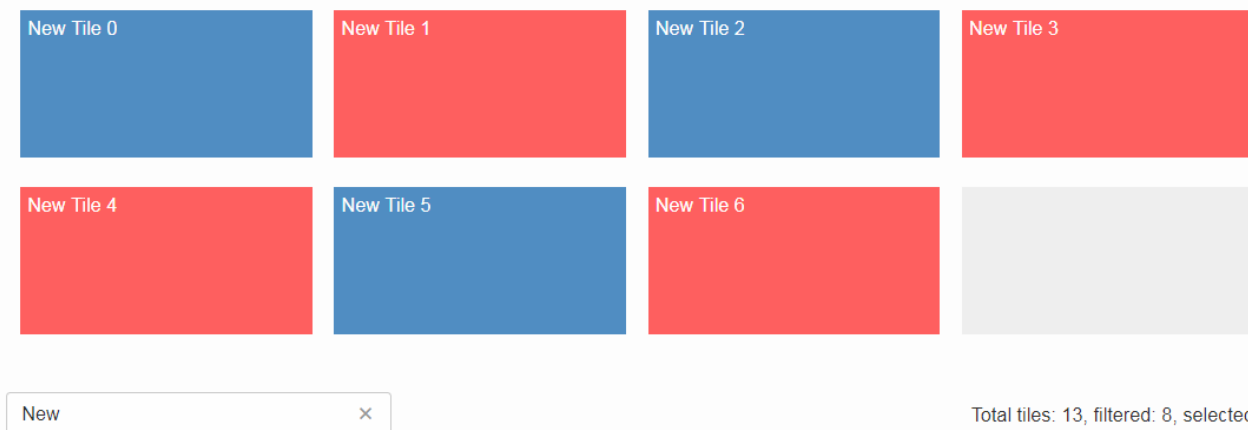 New Tile 0
New Tile 1
New Tile 2
New Tile 3
New Tile 4
New Tile 5
New Tile 6
New ×
Total tiles: 13, filtered: 8, selected